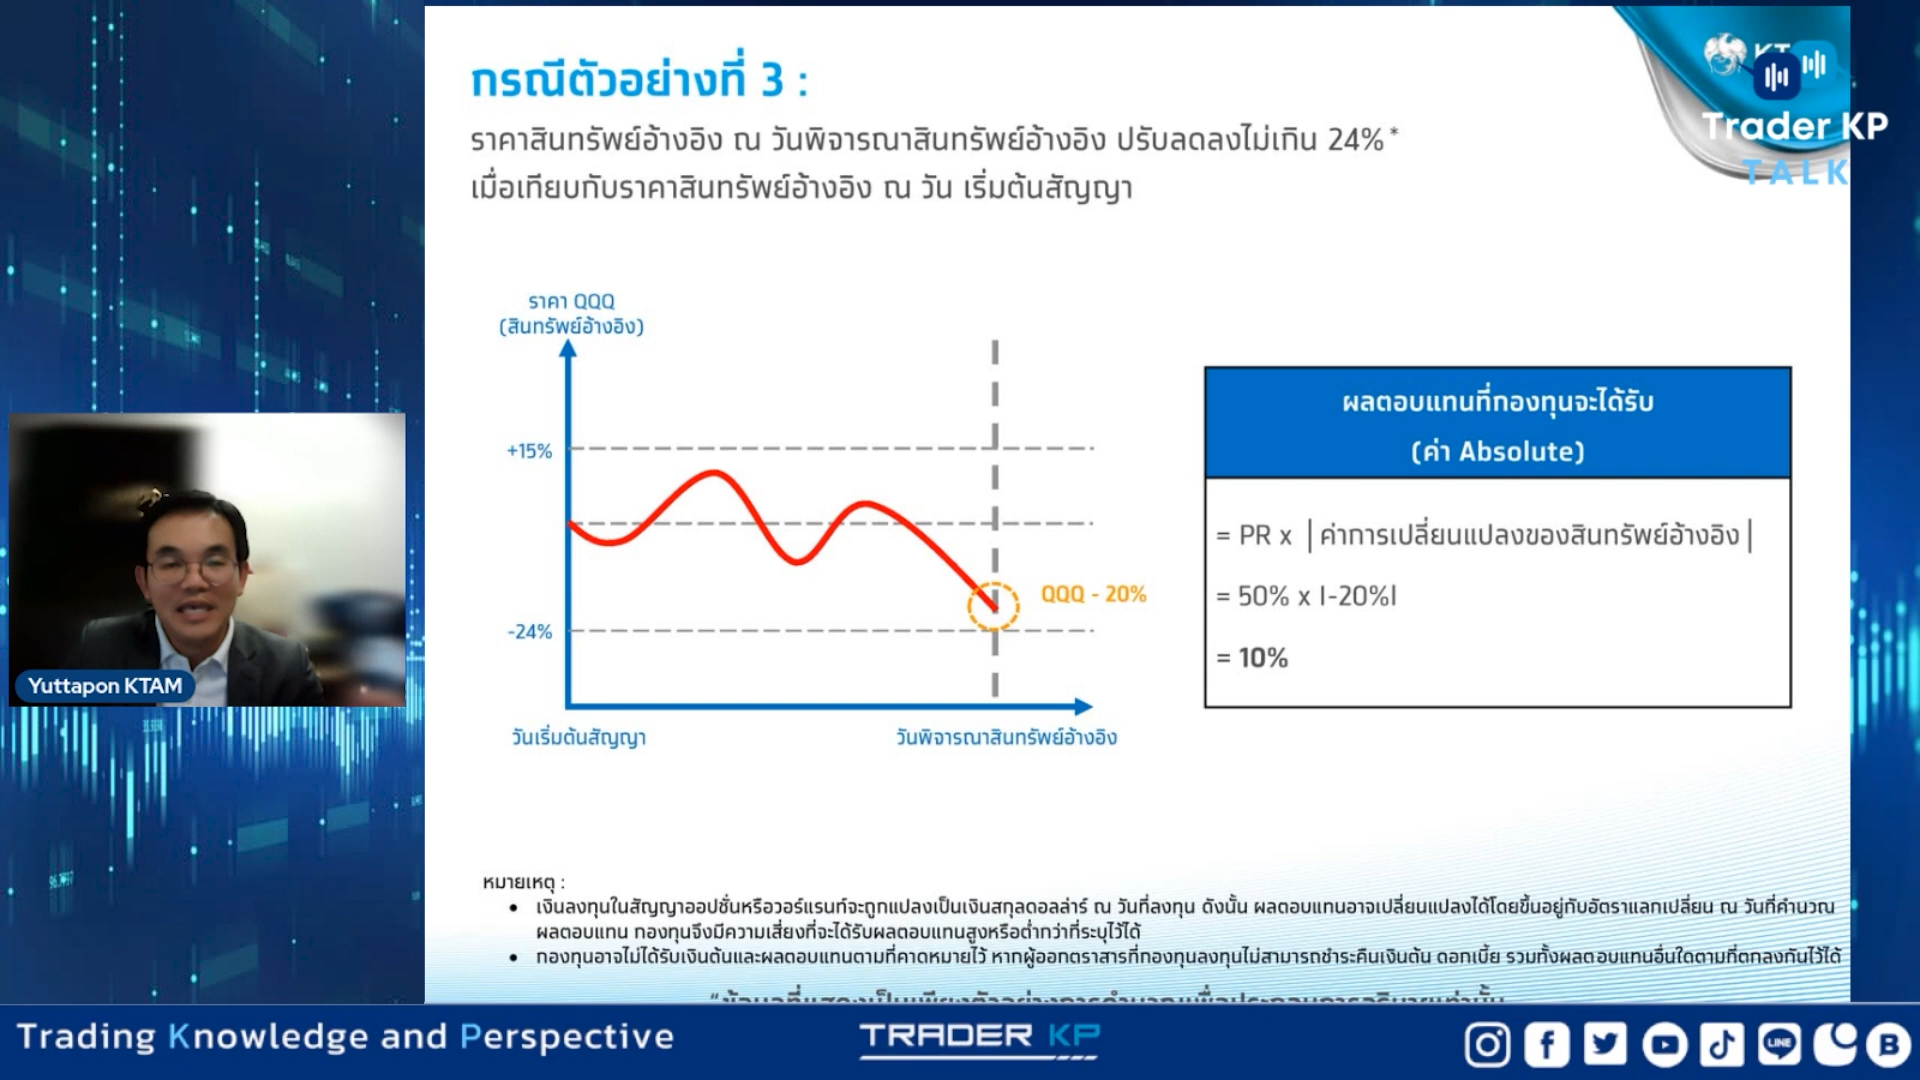 กรณีตัวอย่างที่ 3 :
ราคาสินทรัพย์อ้างอิง ณ วันพิจารณาสินทรัพย์อ้างอิง ปรับลดลงไม่เกิน 24%*
เมื่อเทียบกับราคาสินทรัพย์อ้างอิง ณ วัน เริ่มต้นสัญญา
Trader KP
TALK
ราคา QQQ
(สินทรัพย์อ้างอิง)
+15%
-24%
QQQ - 20%
วันเริ่มต้นสัญญา
วันพิจารณาสินทรัพย์อ้างอิง
ผลตอบแทนที่กองทุนจะได้รับ
(ค่า Absolute)
= PR x |ค่าการเปลี่ยนแปลงของสินทรัพย์อ้างอิง|
= 50% x I-20%I
= 10%
Yuttapon KTAM
หมายเหตุ :
• เงินลงทุนในสัญญาออปชั่นหรือวอร์แรนท์จะถูกแปลงเป็นเงินสกุลดอลล่าร์ ณ วันที่ลงทุน ดังนั้น ผลตอบแทนอาจเปลี่ยนแปลงได้โดยขึ้นอยู่กับอัตราแลกเปลี่ยน ณ วันที่คำนวณ
ผลตอบแทน กองทุนจึงมีความเสี่ยงที่จะได้รับผลตอบแทนสูงหรือต่ำกว่าที่ระบุไว้ได้
• กองทุนอาจไม่ได้รับเงินต้นและผลตอบแทนตามที่คาดหมายไว้ หากผู้ออกตราสารที่กองทุนลงทุนไม่สามารถชำระคืนเงินต้น ดอกเบี้ย รวมทั้งผลตอบแทนอื่นใดตามที่ตกลงกันไว้ได้
Trading Knowledge and Perspective
TRADER KP
LINE